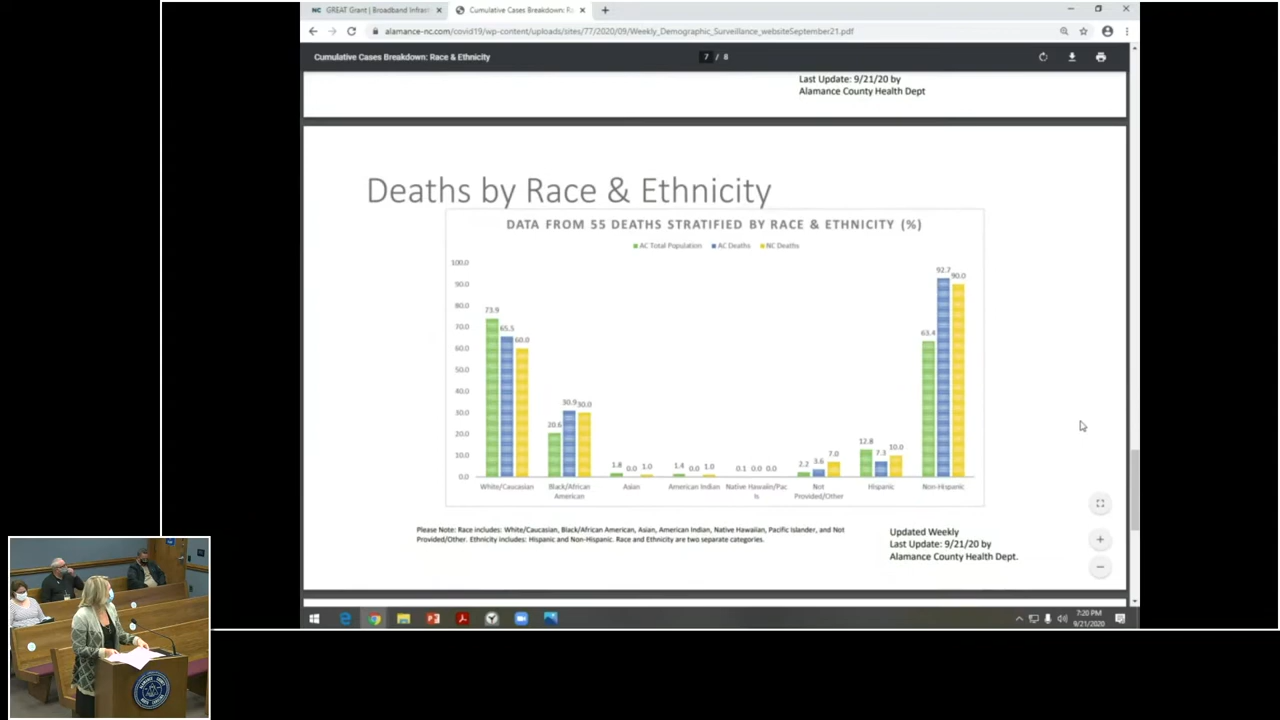 GREAT Grant | Broadband Infrast
Cumulative Cases Breakdown: Ra
alamance-nc.com/covid19/wp-content/uploads/sites/77/2020/09/Weekly_Demographic_Surveillance_websiteSeptember21.pdf
Cumulative Cases Breakdown: Race & Ethnicity
7 / 8
Last Update: 9/21/20 by
Alamance County Health Dept
Deaths by Race & Ethnicity
DATA FROM 55 DEATHS STRATIFIED BY RACE & ETHNICITY (%)
AC Total Population AC Deaths NC Deaths
100.0
90.0
80.0
70.0
60.0
50.0
40.0
30.0
20.0
10.0
0.0
73.9 65.5 60.0
20.6 30.9 30.0
1.8 0.0 1.0
1.4 0.0 1.0
0.1 0.0 0.0
2.2 3.6 7.0
12.8 7.3 10.0
63.4 92.7 90.0
White/Caucasian
Black/African
American
Asian
American Indian
Native Hawaiin/Pac
Is
Not
Provided/Other
Hispanic
Non-Hispanic
Please Note: Race includes: White/Caucasian, Black/African American, Asian, American Indian, Native Hawaiian, Pacific Islander, and Not
Provided/Other. Ethnicity includes: Hispanic and Non-Hispanic. Race and Ethnicity are two separate categories.
Updated Weekly
Last Update: 9/21/20 by
Alamance County Health Dept.
7:20 PM
9/21/2020